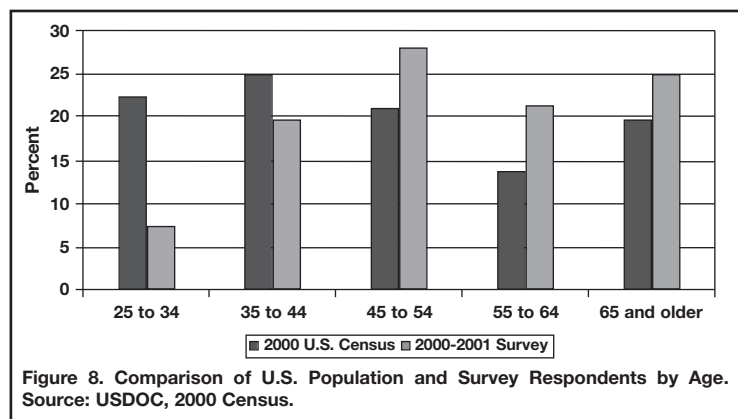 30
25
20
15
10
5
0
Percent
25 to 34 35 to 44 45 to 54 55 to 64 65 and older
2000 U.S. Census 2000-2001 Survey
Figure 8. Comparison of U.S. Population and Survey Respondents by Age.
Source: USDOC, 2000 Census.